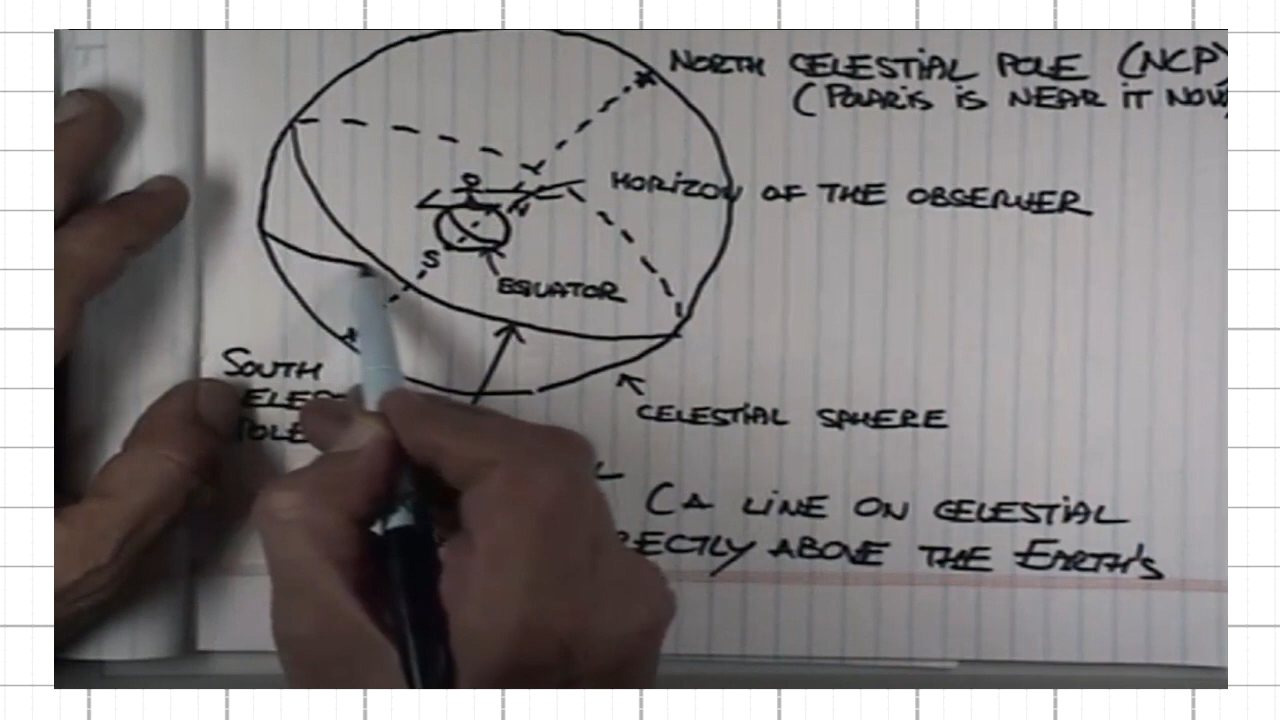 NORTH CELESTIAL POLE (NCP)
(POLARIS IS NEAR IT NOW
HORIZON OF THE OBSERVER
N
S
EQUATOR
SOUTH
CELESTIAL SPHERE
(A LINE ON CELESTIAL
ABOVE THE EARTH'S